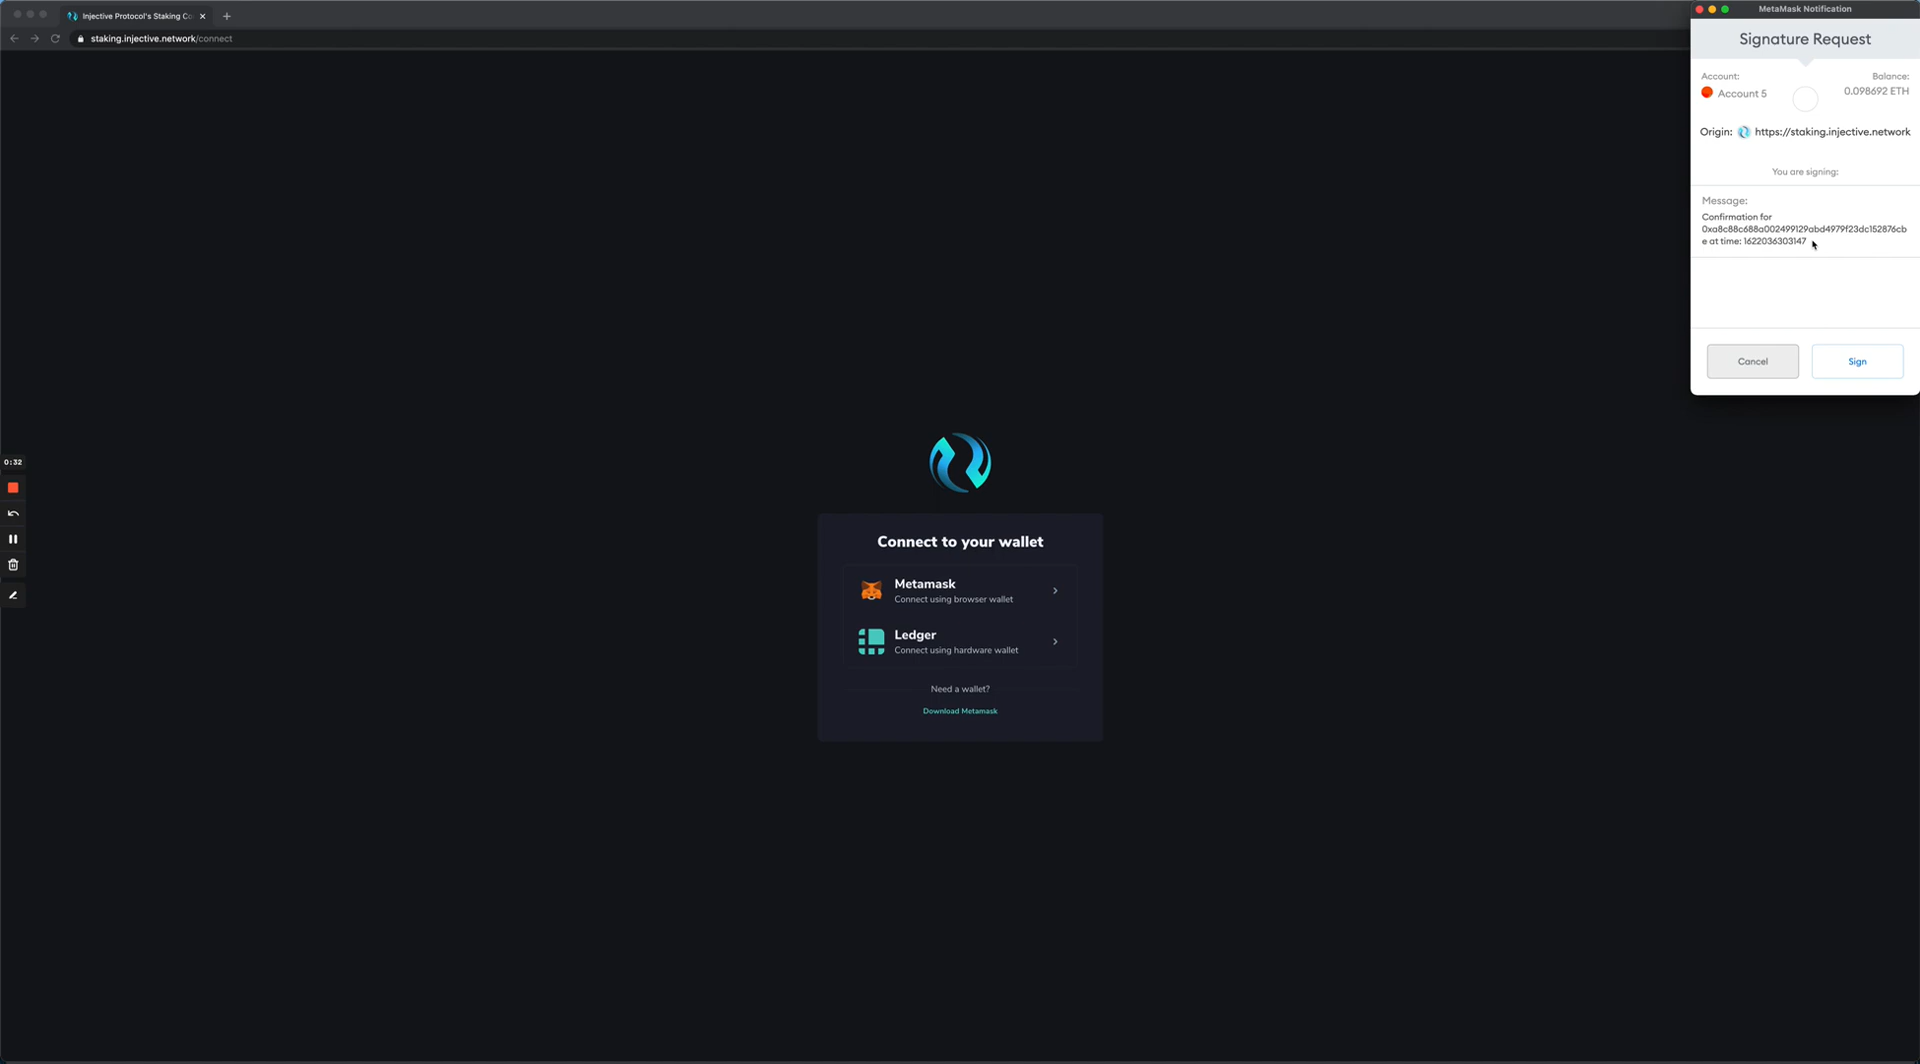 Injective Protocol's Staking Co
staking.injective.network/connect
MetaMask Notification
Signature Request
Account:
Balance:
Account 5
0.098692 ETH
Origin: https://staking.injective.network
You are signing:
Message:
Confirmation for
0xa8c88c688a002499129abd4979f23dc152876cb
e at time: 1622036303147
Cancel
Sign
0:32
Connect to your wallet
Metamask
Connect using browser wallet
Ledger
Connect using hardware wallet
Need a wallet?
Download Metamask